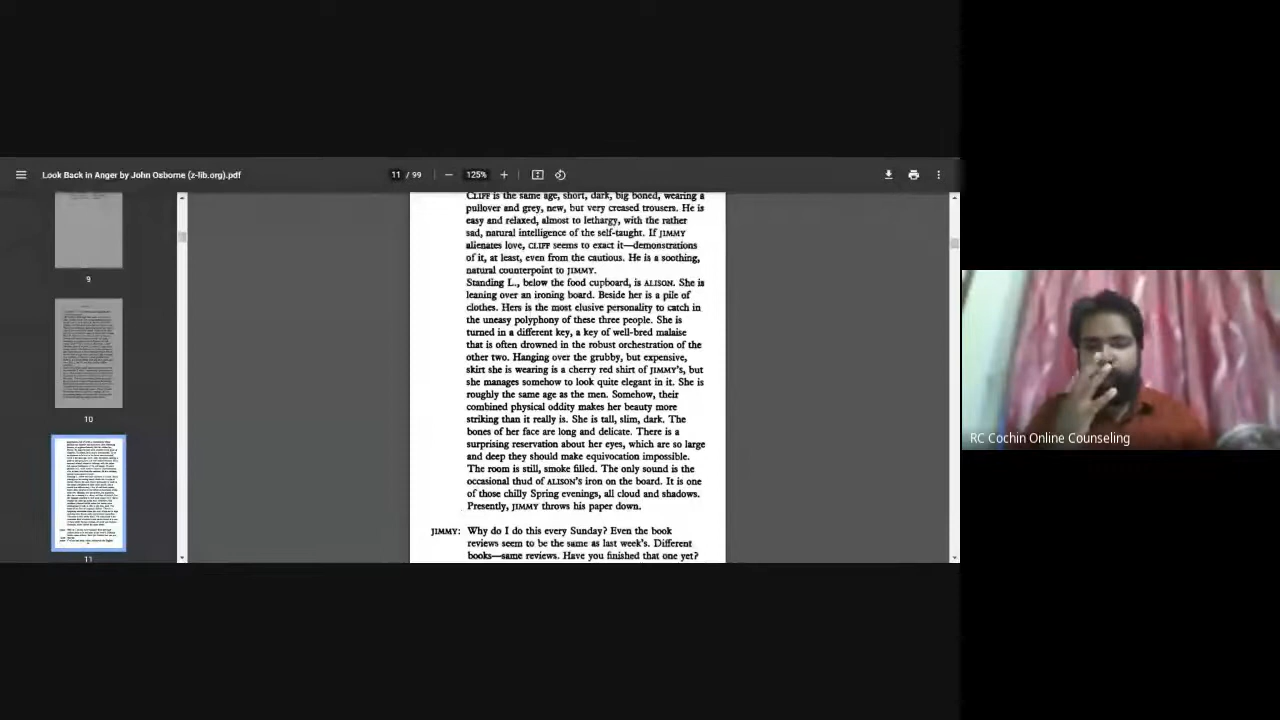 Look Back in Anger by John Osborne (z-lib.org).pdf
11 / 99
125%
CLIFF is the same age, short, dark, big boned, wearing a
pullover and grey, new, but very creased trousers. He is
easy and relaxed, almost to lethargy, with the rather
sad, natural intelligence of the self-taught. If JIMMY
alienates love, CLIFF seems to exact it—demonstrations
of it, at least, even from the cautious. He is a soothing,
natural counterpoint to JIMMY.
Standing L., below the food cupboard, is ALISON. She is
leaning over an ironing board. Beside her is a pile of
clothes. Hers is the most elusive personality to catch in
the uneasy polyphony of these three people. She is
turned in a different key, a key of well-bred malaise
that is often drowned in the robust orchestration of the
other two. Hanging over the grubby, but expensive,
skirt she is wearing is a cherry red shirt of JIMMY'S, but
she manages somehow to look quite elegant in it. She is
roughly the same age as the men. Somehow, their
combined physical oddity makes her beauty more
striking than it really is. She is tall, slim, dark. The
bones of her face are long and delicate. There is a
surprising reservation about her eyes, which are so large
and deep they should make equivocation impossible.
The room is still, smoke filled. The only sound is the
occasional thud of ALISON'S iron on the board. It is one
of those chilly Spring evenings, all cloud and shadows.
Presently, JIMMY throws his paper down.
JIMMY: Why do I do this every Sunday? Even the book
reviews seem to be the same as last week's. Different
books—same reviews. Have you finished that one yet?
9
10
11
C Cochin Online Counseling